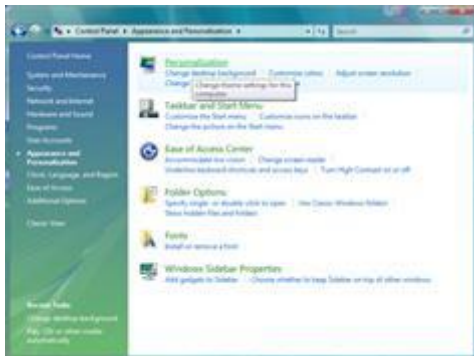 Control Panel ▸ Appearance and Personalization ▸
Search
Control Panel Home
System and Maintenance
Security
Network and Internet
Hardware and Sound
Programs
User Accounts
Appearance and
Personalization
Clock, Language, and Region
Ease of Access
Additional Options
Classic View
Recent Tasks
Change desktop background
Play CDs or other media
automatically
Personalization
Change desktop background Customize colors Adjust screen resolution
Change
Change theme settings for this
computer.
Taskbar and Start Menu
Customize the Start menu Customize icons on the taskbar
Change the picture on the Start menu
Ease of Access Center
Accommodate low vision Change screen reader
Underline keyboard shortcuts and access keys Turn High Contrast on or off
Folder Options
Specify single- or double-click to open Use Classic Windows folders
Show hidden files and folders
Fonts
Install or remove a font
Windows Sidebar Properties
Add gadgets to Sidebar Choose whether to keep Sidebar on top of other windows